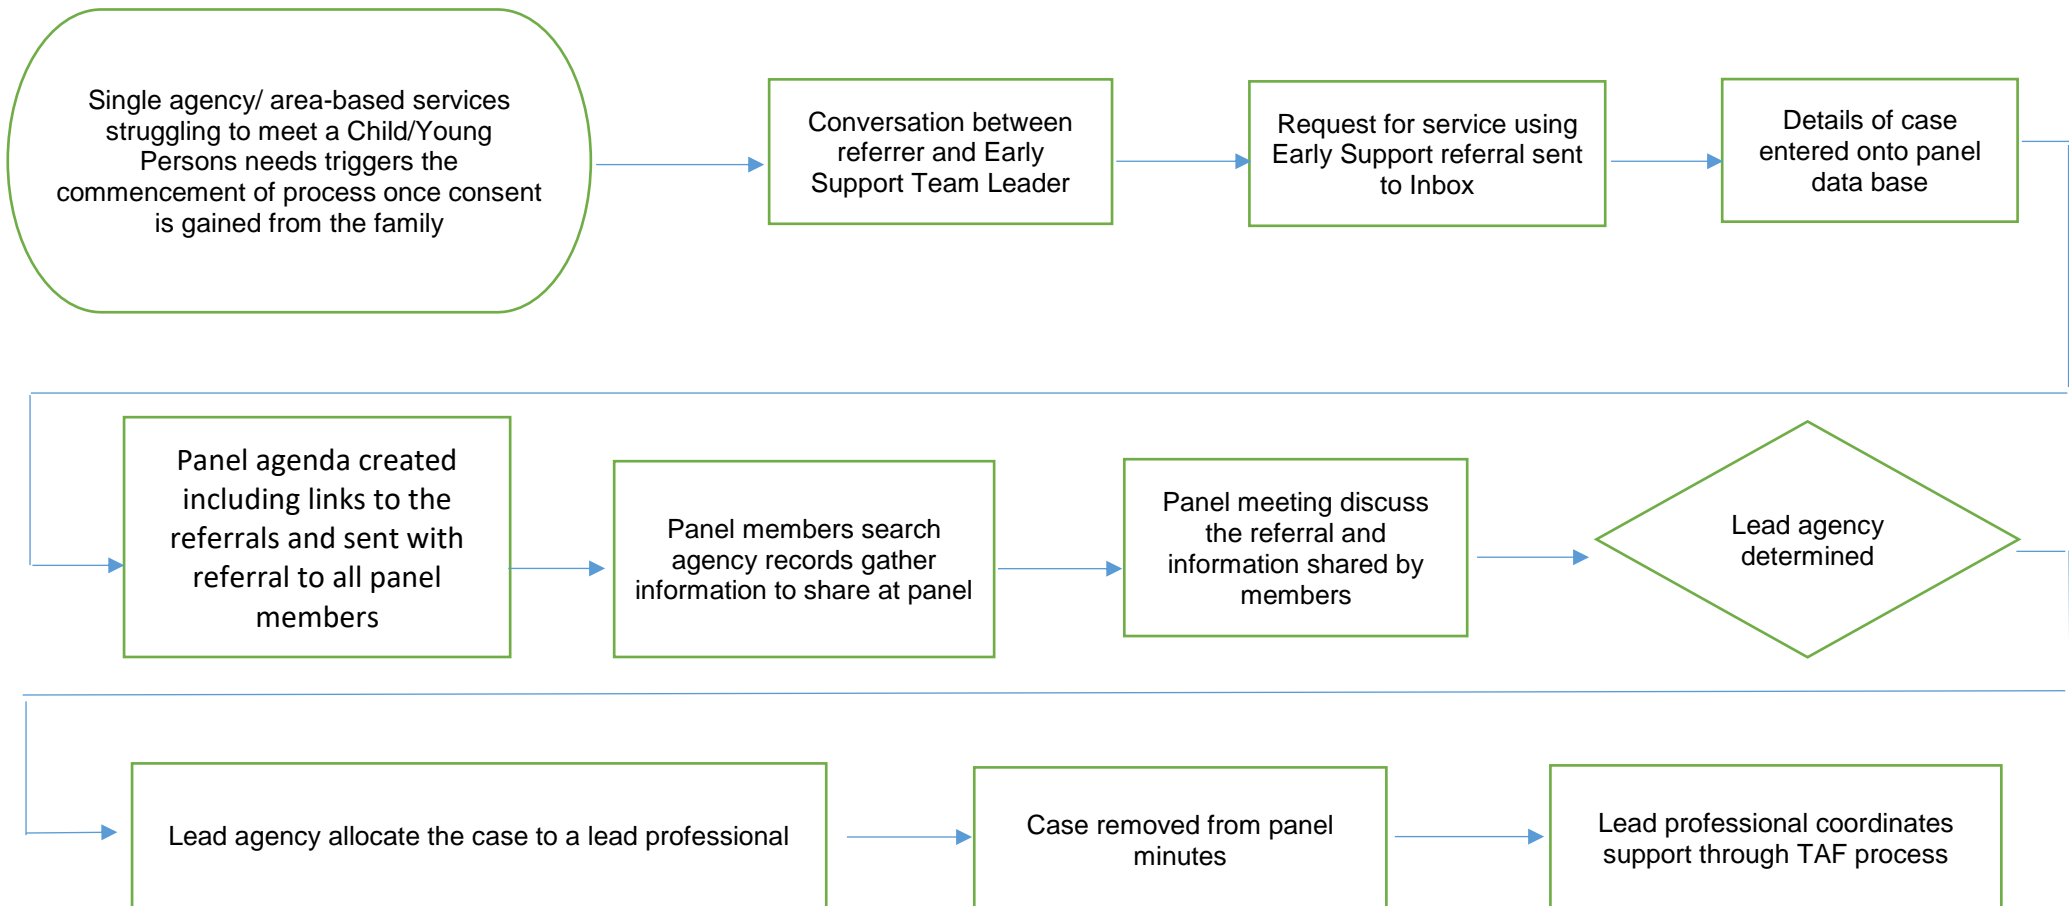 Single agency/ area-based services
struggling to meet a Child/Young
Persons needs triggers the
commencement of process once consent
is gained from the family
Conversation between
referrer and Early
Support Team Leader
Request for service using
Early Support referral sent
to Inbox
Details of case
entered onto panel
data base
Panel agenda created
including links to the
referrals and sent with
referral to all panel
members
Panel members search
agency records gather
information to share at panel
Panel meeting discuss
the referral and
information shared by
members
Lead agency
determined
Lead agency allocate the case to a lead professional
Case removed from panel
minutes
Lead professional coordinates
support through TAF process